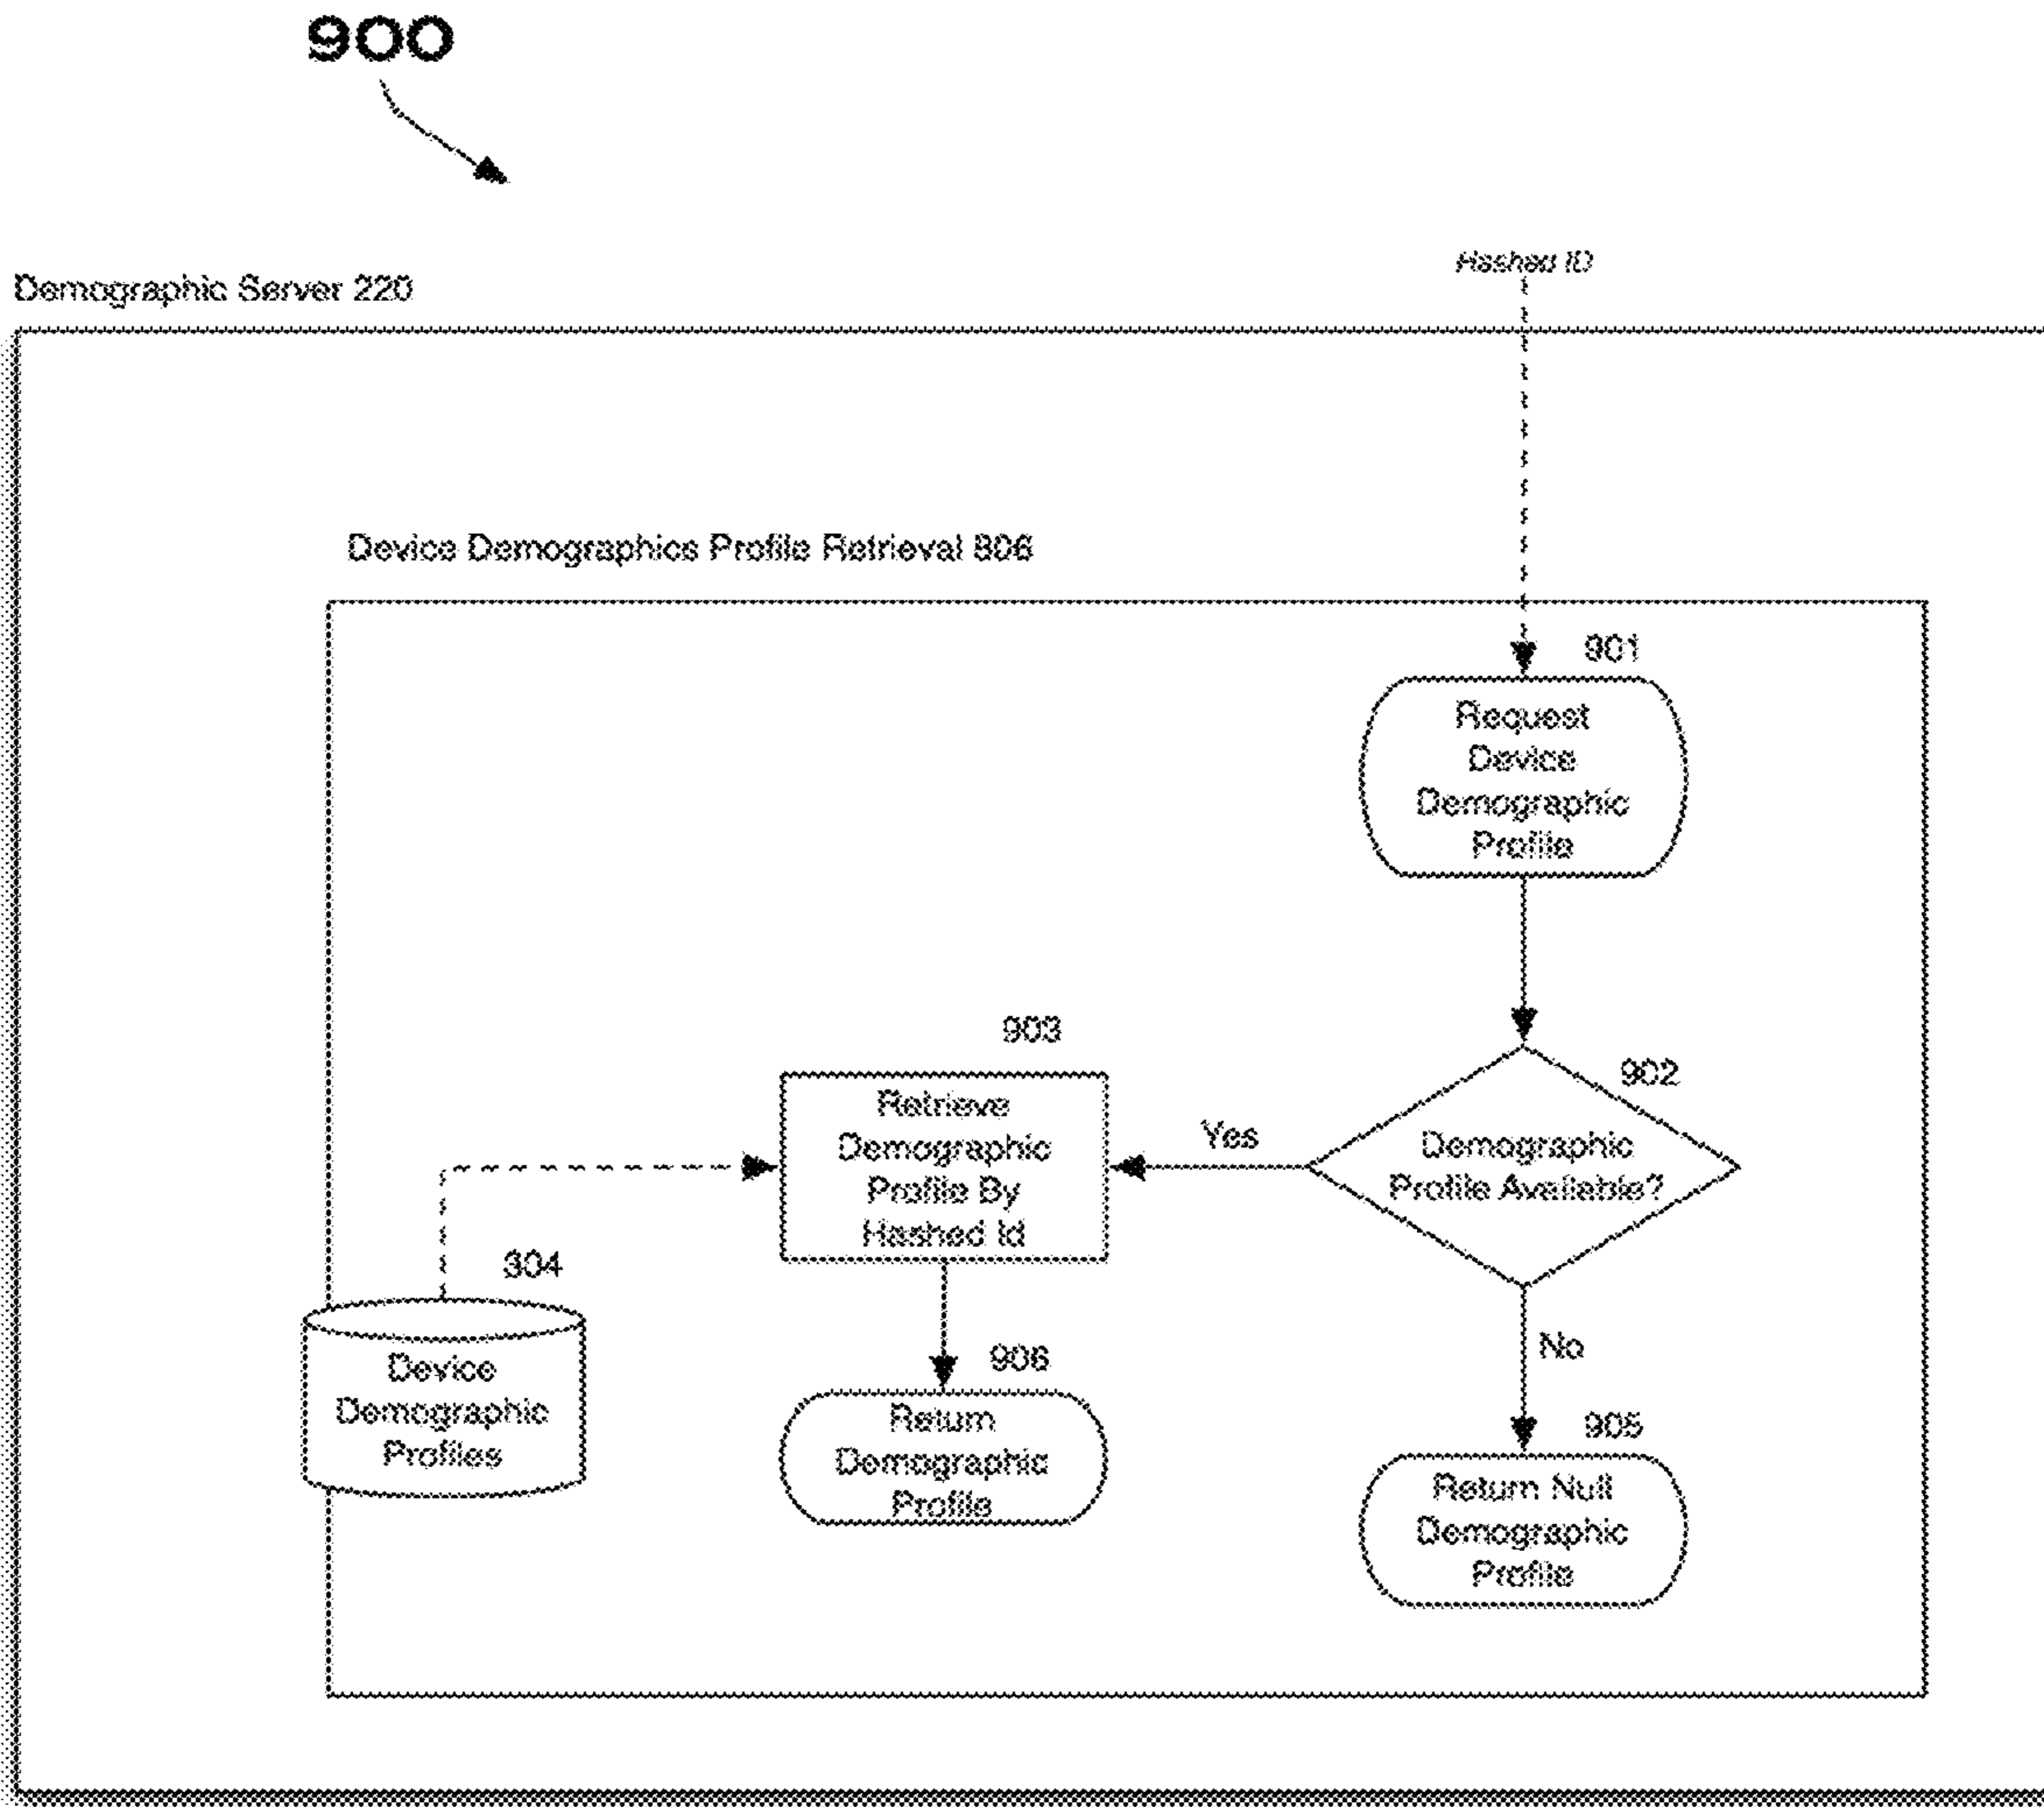 900
Hashed ID
Demographic Server 220
Device Demographics Profile Retrieval 806
901
Request
Device
Demographic
Profile
903
902
Retrieve
Demographic
Profile By
Hashed Id
Yes
Demographic
Profile Available?
304
Device
Demographic
Profiles
906
Return
Demographic
Profile
No
905
Return Null
Demographic
Profile